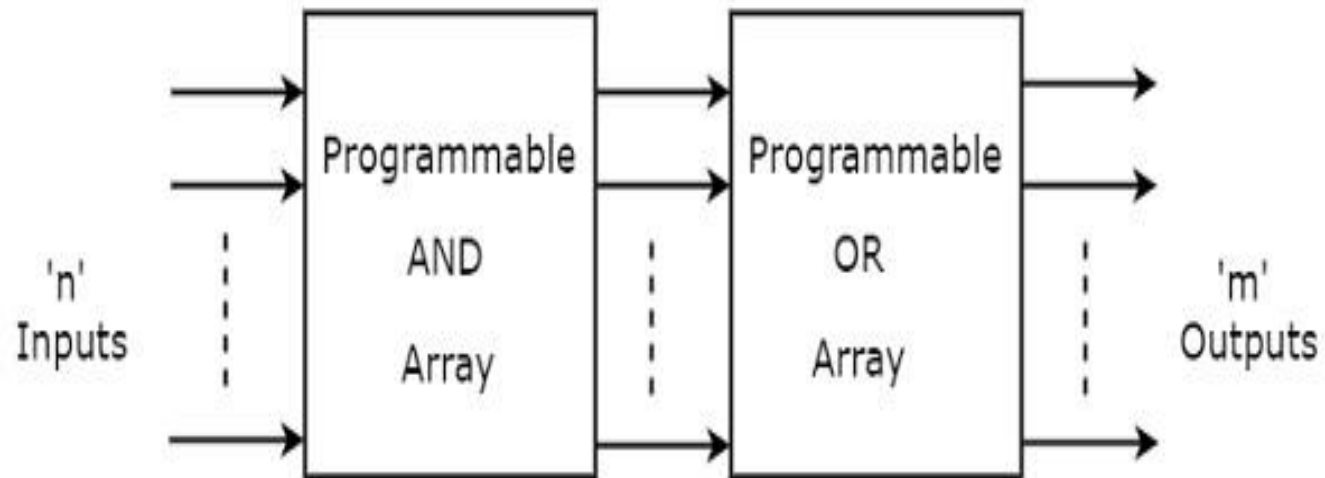 'n'
Inputs
Programmable
AND
Array
Programmable
OR
Array
'm'
Outputs